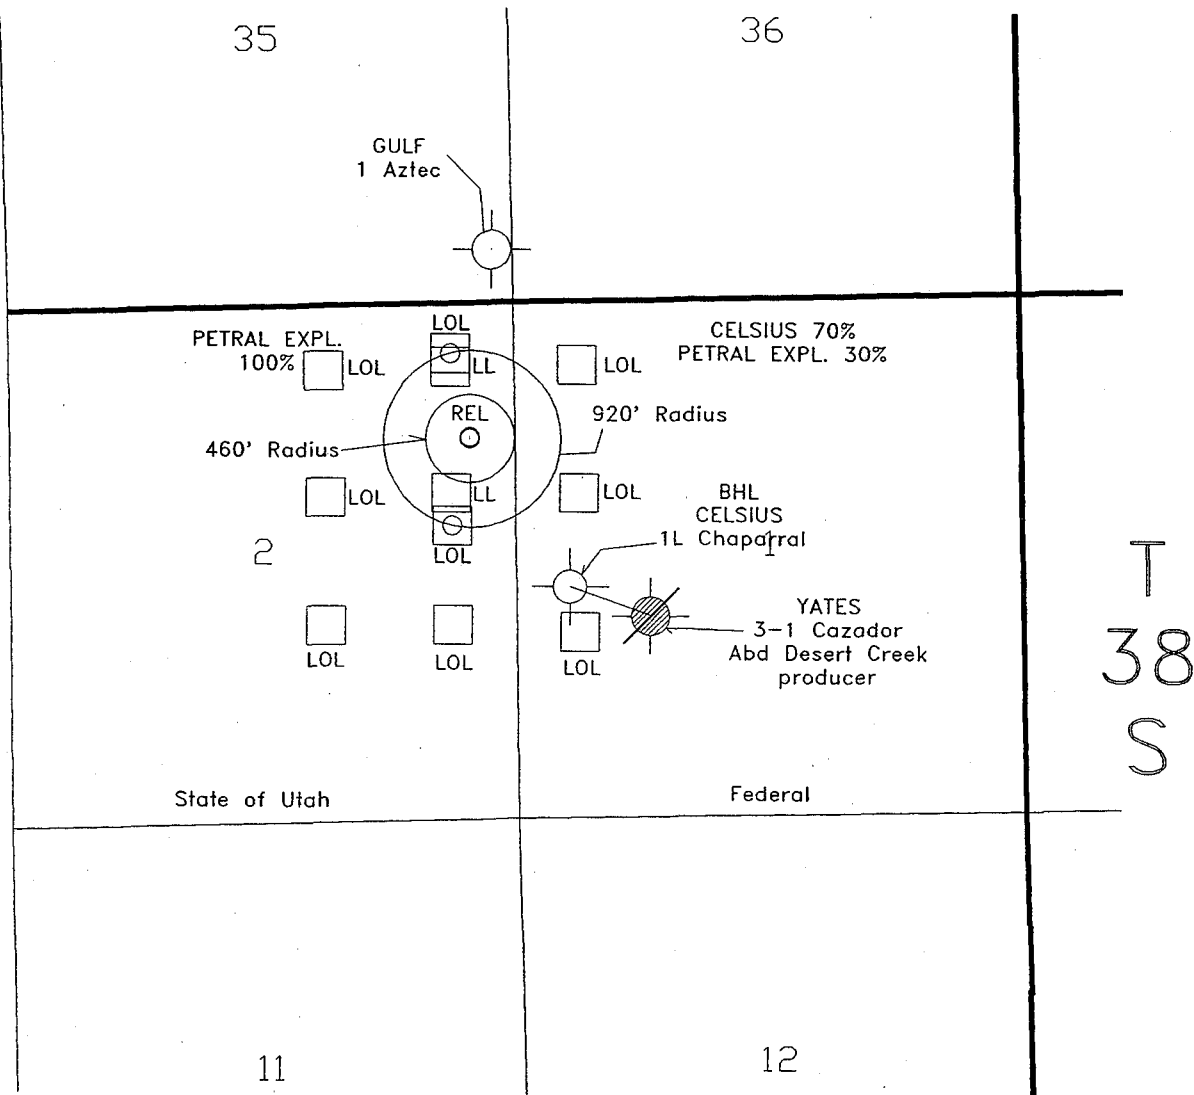 35
36
GULF
1 Aztec
PETRAL EXPL.
100%
LOL
LOL
LL
CELSIUS 70%
PETRAL EXPL. 30%
LOL
REL
920' Radius
460' Radius
LOL
LL
LOL
LOL
BHL
CELSIUS
1L Chaparral
1
2
YATES
3-1 Cazador
Abd Desert Creek
producer
LOL
LOL
LOL
T
38
S
State of Utah
Federal
11
12